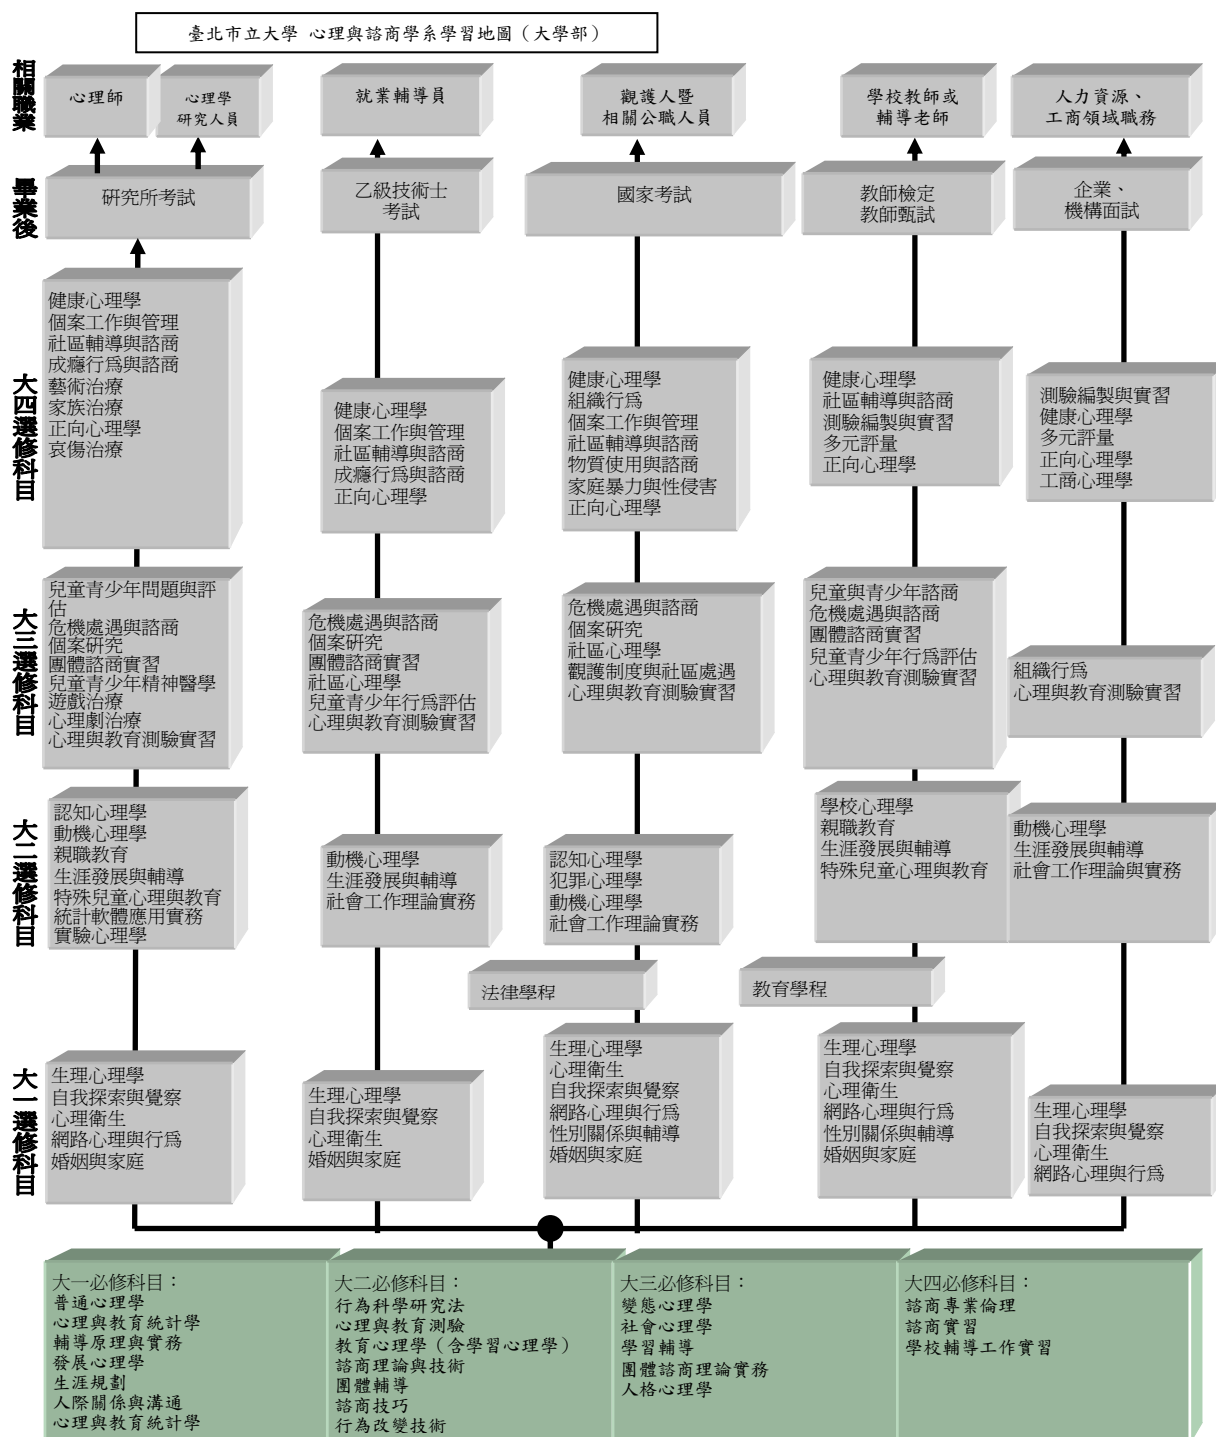 臺北市立大學 心理與諮商學系學習地圖（大學部）
相關職業
心理師
心理學
研究人員
就業輔導員
觀護人暨
相關公職人員
學校教師或
輔導老師
人力資源、
工商領域職務
畢業後
研究所考試
乙級技術士
考試
國家考試
教師檢定
教師甄試
企業、
機構面試
大四選修科目
健康心理學
個案工作與管理
社區輔導與諮商
成癮行為與諮商
藝術治療
家族治療
正向心理學
哀傷治療
健康心理學
個案工作與管理
社區輔導與諮商
成癮行為與諮商
正向心理學
健康心理學
組織行為
個案工作與管理
社區輔導與諮商
物質使用與諮商
家庭暴力與性侵害
正向心理學
健康心理學
社區輔導與諮商
測驗編製與實習
多元評量
正向心理學
測驗編製與實習
健康心理學
多元評量
正向心理學
工商心理學
大三選修科目
兒童青少年問題與評
估
危機處遇與諮商
個案研究
團體諮商實習
兒童青少年精神醫學
遊戲治療
心理劇治療
心理與教育測驗實習
危機處遇與諮商
個案研究
團體諮商實習
社區心理學
兒童青少年行為評估
心理與教育測驗實習
危機處遇與諮商
個案研究
社區心理學
觀護制度與社區處遇
心理與教育測驗實習
兒童與青少年諮商
危機處遇與諮商
團體諮商實習
兒童青少年行為評估
心理與教育測驗實習
組織行為
心理與教育測驗實習
大二選修科目
認知心理學
動機心理學
親職教育
生涯發展與輔導
特殊兒童心理與教育
統計軟體應用實務
實驗心理學
動機心理學
生涯發展與輔導
社會工作理論實務
認知心理學
犯罪心理學
動機心理學
社會工作理論實務
學校心理學
親職教育
生涯發展與輔導
特殊兒童心理與教育
動機心理學
生涯發展與輔導
社會工作理論與實務
法律學程
教育學程
大一選修科目
生理心理學
自我探索與覺察
心理衛生
網路心理與行為
婚姻與家庭
生理心理學
自我探索與覺察
心理衛生
婚姻與家庭
生理心理學
心理衛生
自我探索與覺察
網路心理與行為
性別關係與輔導
婚姻與家庭
生理心理學
自我探索與覺察
心理衛生
網路心理與行為
性別關係與輔導
婚姻與家庭
生理心理學
自我探索與覺察
心理衛生
網路心理與行為
大一必修科目：
普通心理學
心理與教育統計學
輔導原理與實務
發展心理學
生涯規劃
人際關係與溝通
心理與教育統計學
大二必修科目：
行為科學研究法
心理與教育測驗
教育心理學（含學習心理學）
諮商理論與技術
團體輔導
諮商技巧
行為改變技術
大三必修科目：
變態心理學
社會心理學
學習輔導
團體諮商理論實務
人格心理學
大四必修科目：
諮商專業倫理
諮商實習
學校輔導工作實習